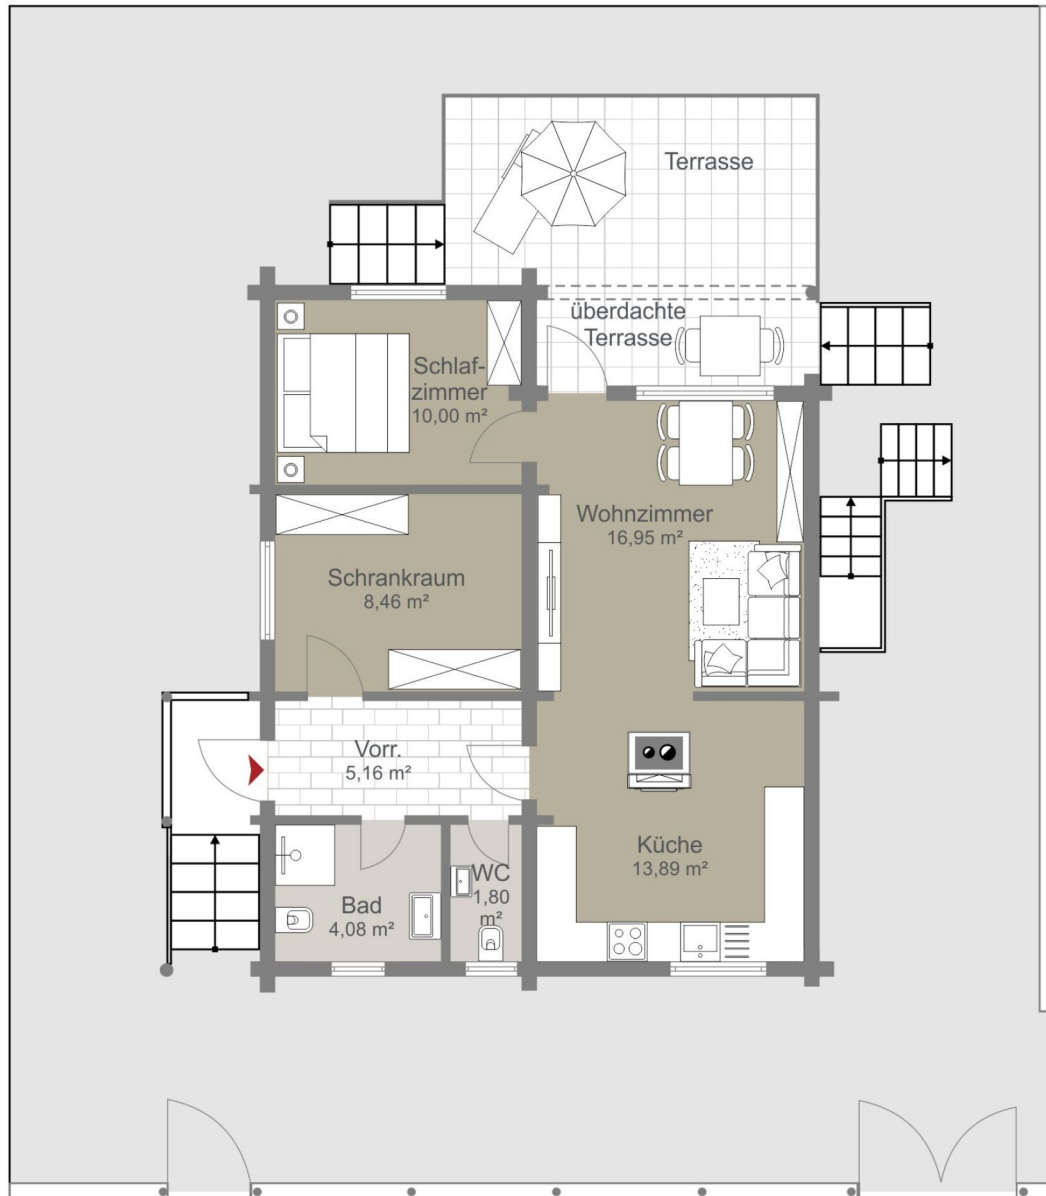 Terrasse
überdachte
Terrasse
Schlaf-
zimmer
10,00 m²
Wohnzimmer
16,95 m²
Schrankraum
8,46 m²
Vorr.
5,16 m²
Küche
13,89 m²
WC
1,80
m²
Bad
4,08 m²